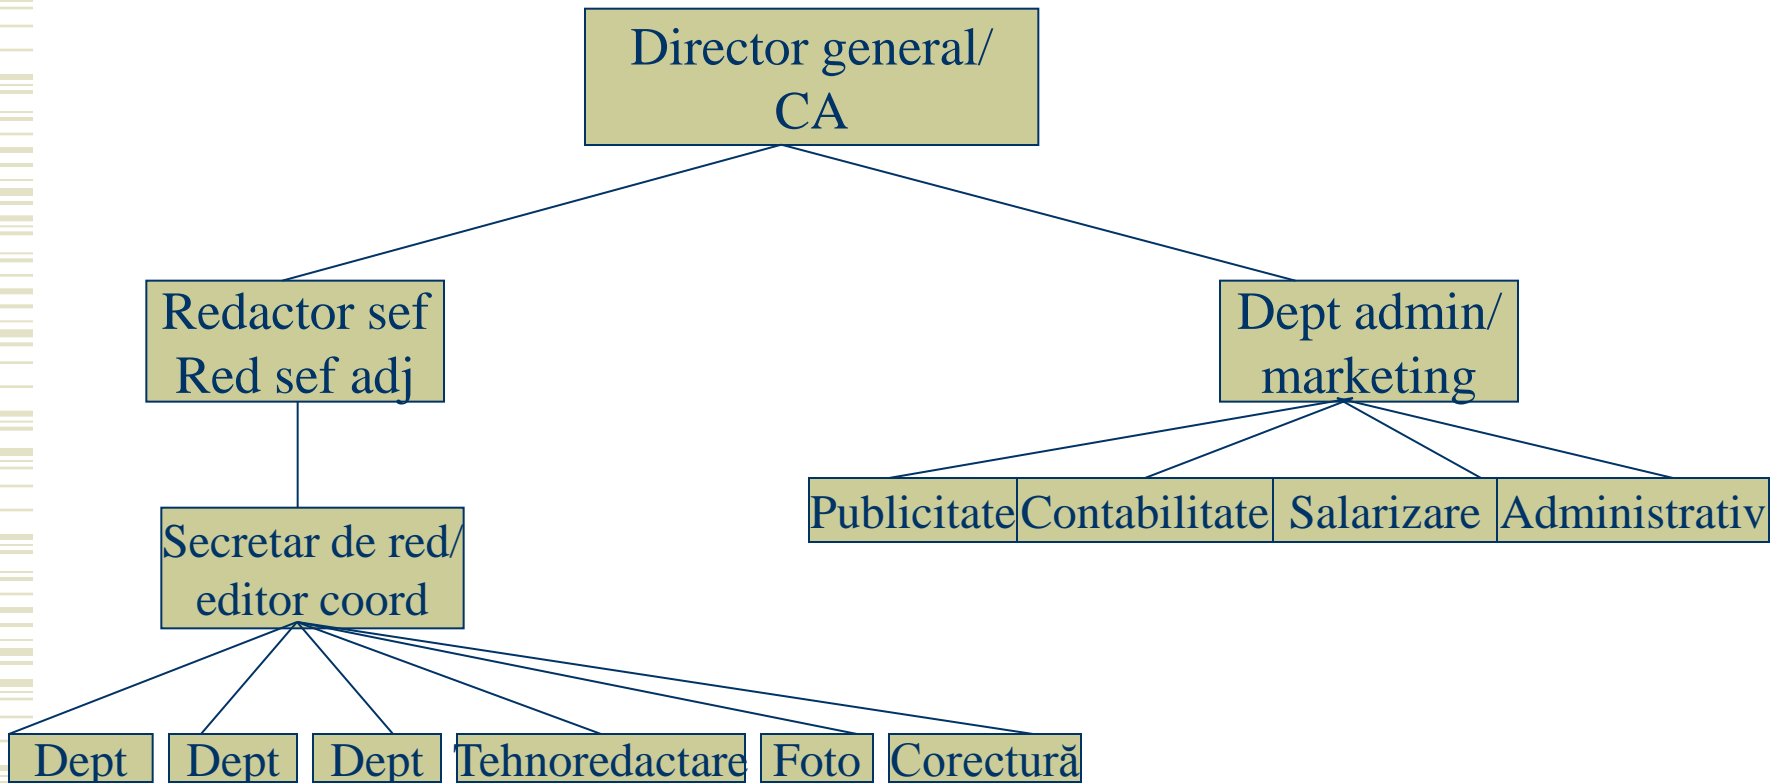 Director general/
CA
Redactor sef
Red sef adj
Dept admin/
marketing
Publicitate
Contabilitate
Salarizare
Administrativ
Secretar de red/
editor coord
Dept
Dept
Dept
Tehnoredactare
Foto
Corectură